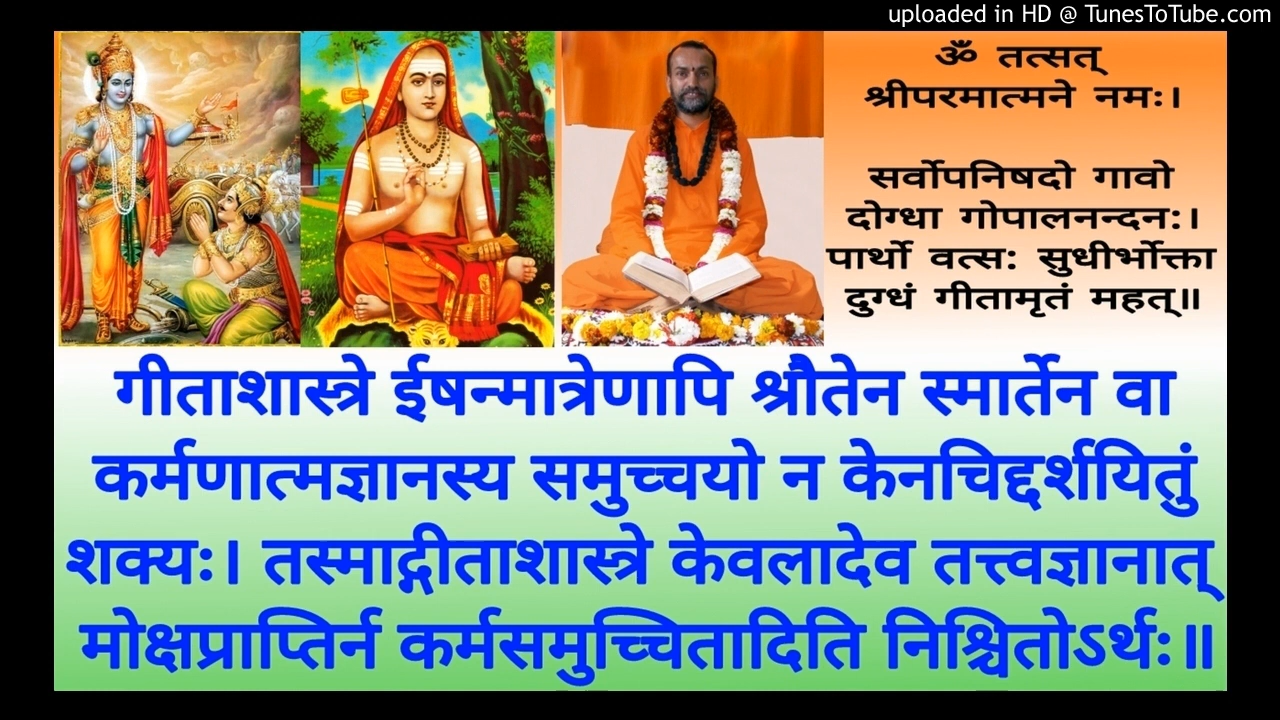 uploaded in HD @ TunesToTube.com
ॐ तत्सत्
श्रीपरमात्मने नमः।
सर्वोपनिषदो गावो
दोग्धा गोपालनन्दन:।
पार्थो वत्स: सुधीर्भोक्ता
दुग्धं गीतामृतं महत्॥
गीताशास्त्रे ईषन्मात्रेणापि श्रौतेन स्मार्तेन वा
कर्मणात्मज्ञानस्य समुच्चयो न केनचिद्दर्शयितुं
शक्यः। तस्माद्गीताशास्त्रे केवलादेव तत्त्वज्ञानात्
मोक्षप्राप्तिर्न कर्मसमुच्चितादिति निश्चितोऽर्थः॥